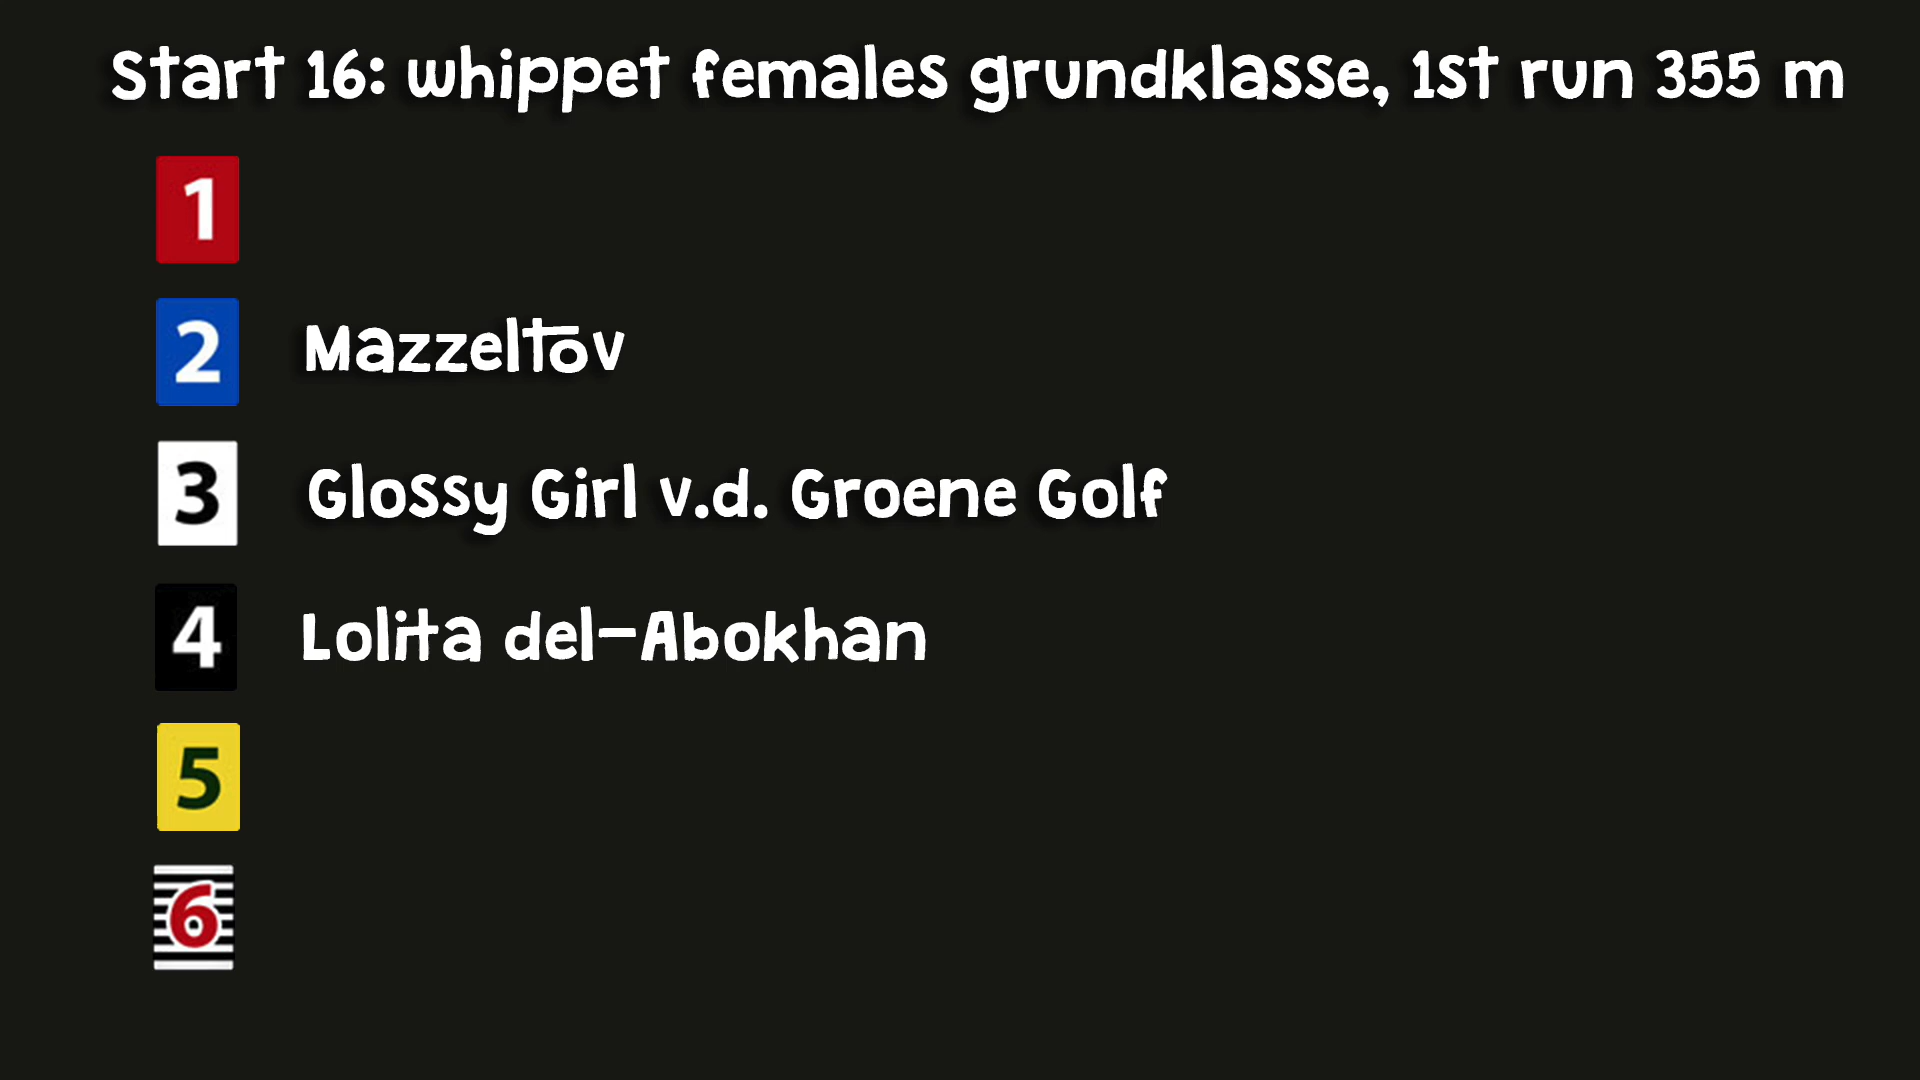 Start 16: whippet females grundklasse, 1st run 355 m
1
2 Mazzeltov
3 Glossy Girl v.d. Groene Golf
4 Lolita del-Abokhan
5
6